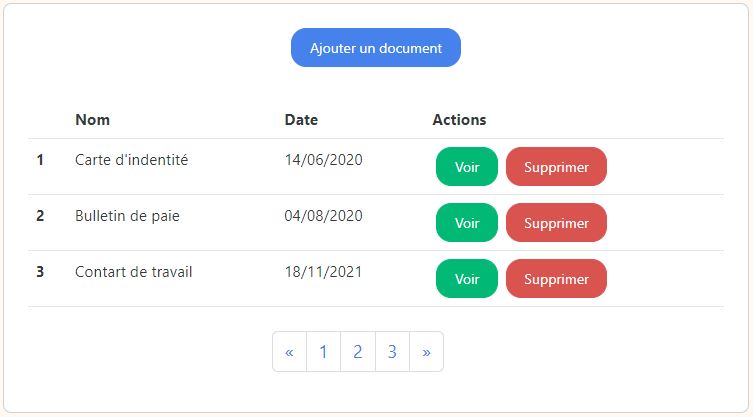 Ajouter un document
Nom Date Actions
1 Carte d'indentité 14/06/2020 Voir Supprimer
2 Bulletin de paie 04/08/2020 Voir Supprimer
3 Contart de travail 18/11/2021 Voir Supprimer
« 1 2 3 »